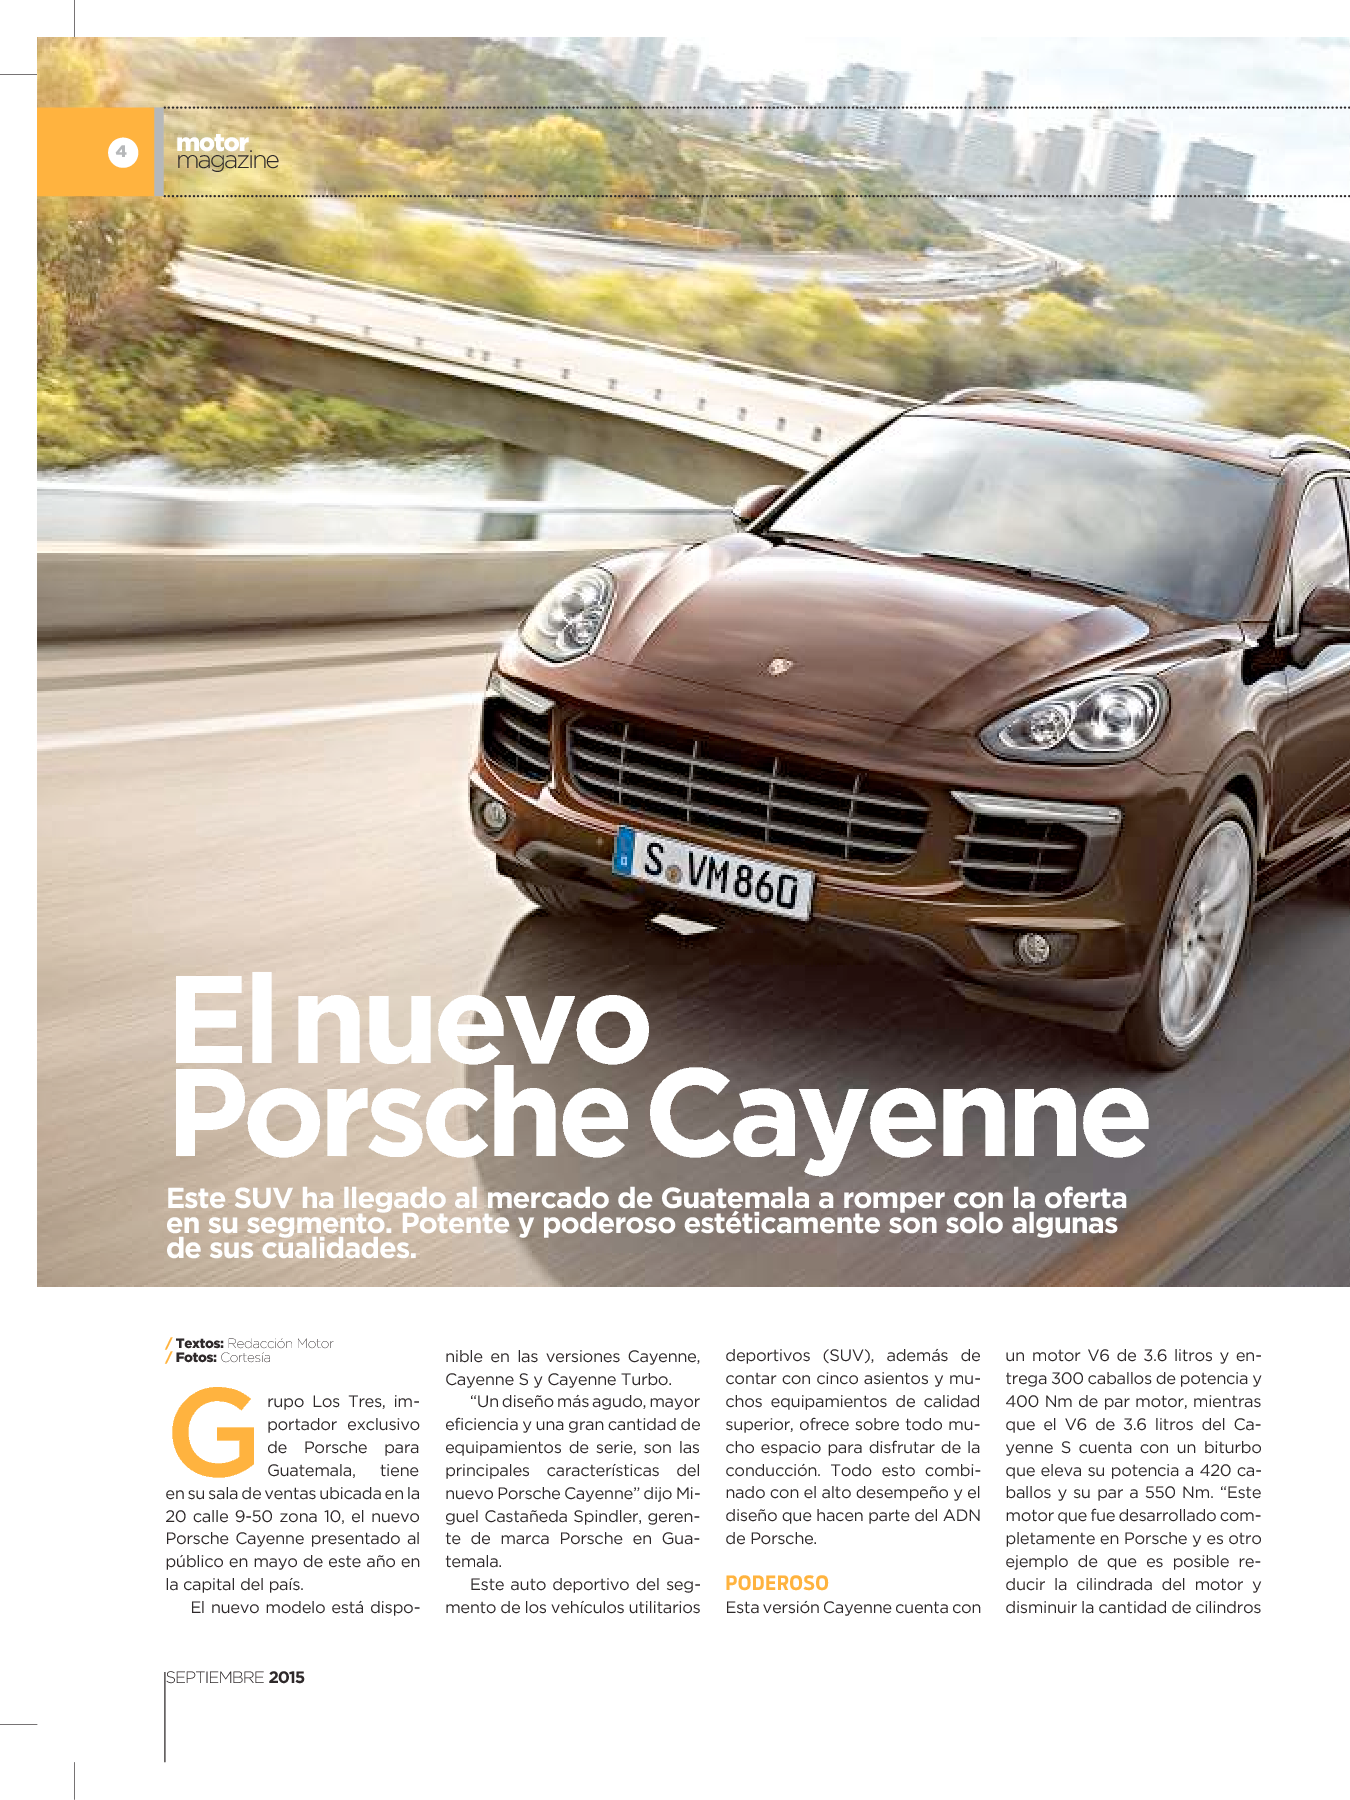 4
motor
magazine
S VM 860
El nuevo
Porsche Cayenne
Este SUV ha llegado al mercado de Guatemala a romper con la oferta
en su segmento. Potente y poderoso estéticamente son solo algunas
de sus cualidades.
/ Textos: Redacción Motor
/ Fotos: Cortesía
Grupo Los Tres, im-
portador exclusivo
de Porsche para
Guatemala, tiene
en su sala de ventas ubicada en la
20 calle 9-50 zona 10, el nuevo
Porsche Cayenne presentado al
público en mayo de este año en
la capital del país.
El nuevo modelo está dispo-
nible en las versiones Cayenne,
Cayenne S y Cayenne Turbo.
“Un diseño más agudo, mayor
eficiencia y una gran cantidad de
equipamientos de serie, son las
principales características del
nuevo Porsche Cayenne” dijo Mi-
guel Castañeda Spindler, geren-
te de marca Porsche en Gua-
temala.
Este auto deportivo del seg-
mento de los vehículos utilitarios
deportivos (SUV), además de
contar con cinco asientos y mu-
chos equipamientos de calidad
superior, ofrece sobre todo mu-
cho espacio para disfrutar de la
conducción. Todo esto combi-
nado con el alto desempeño y el
diseño que hacen parte del ADN
de Porsche.
PODEROSO
Esta versión Cayenne cuenta con
un motor V6 de 3.6 litros y en-
trega 300 caballos de potencia y
400 Nm de par motor, mientras
que el V6 de 3.6 litros del Ca-
yenne S cuenta con un biturbo
que eleva su potencia a 420 ca-
ballos y su par a 550 Nm. “Este
motor que fue desarrollado com-
pletamente en Porsche y es otro
ejemplo de que es posible re-
ducir la cilindrada del motor y
disminuir la cantidad de cilindros
SEPTIEMBRE 2015